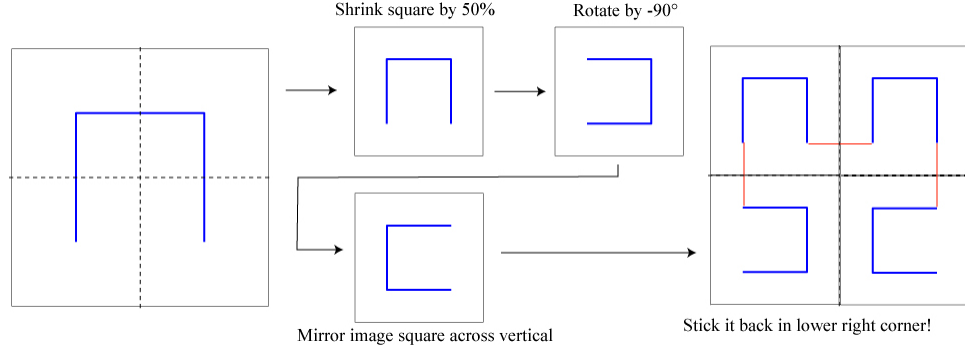 Shrink square by 50%
Rotate by -90°
Mirror image square across vertical
Stick it back in lower right corner!